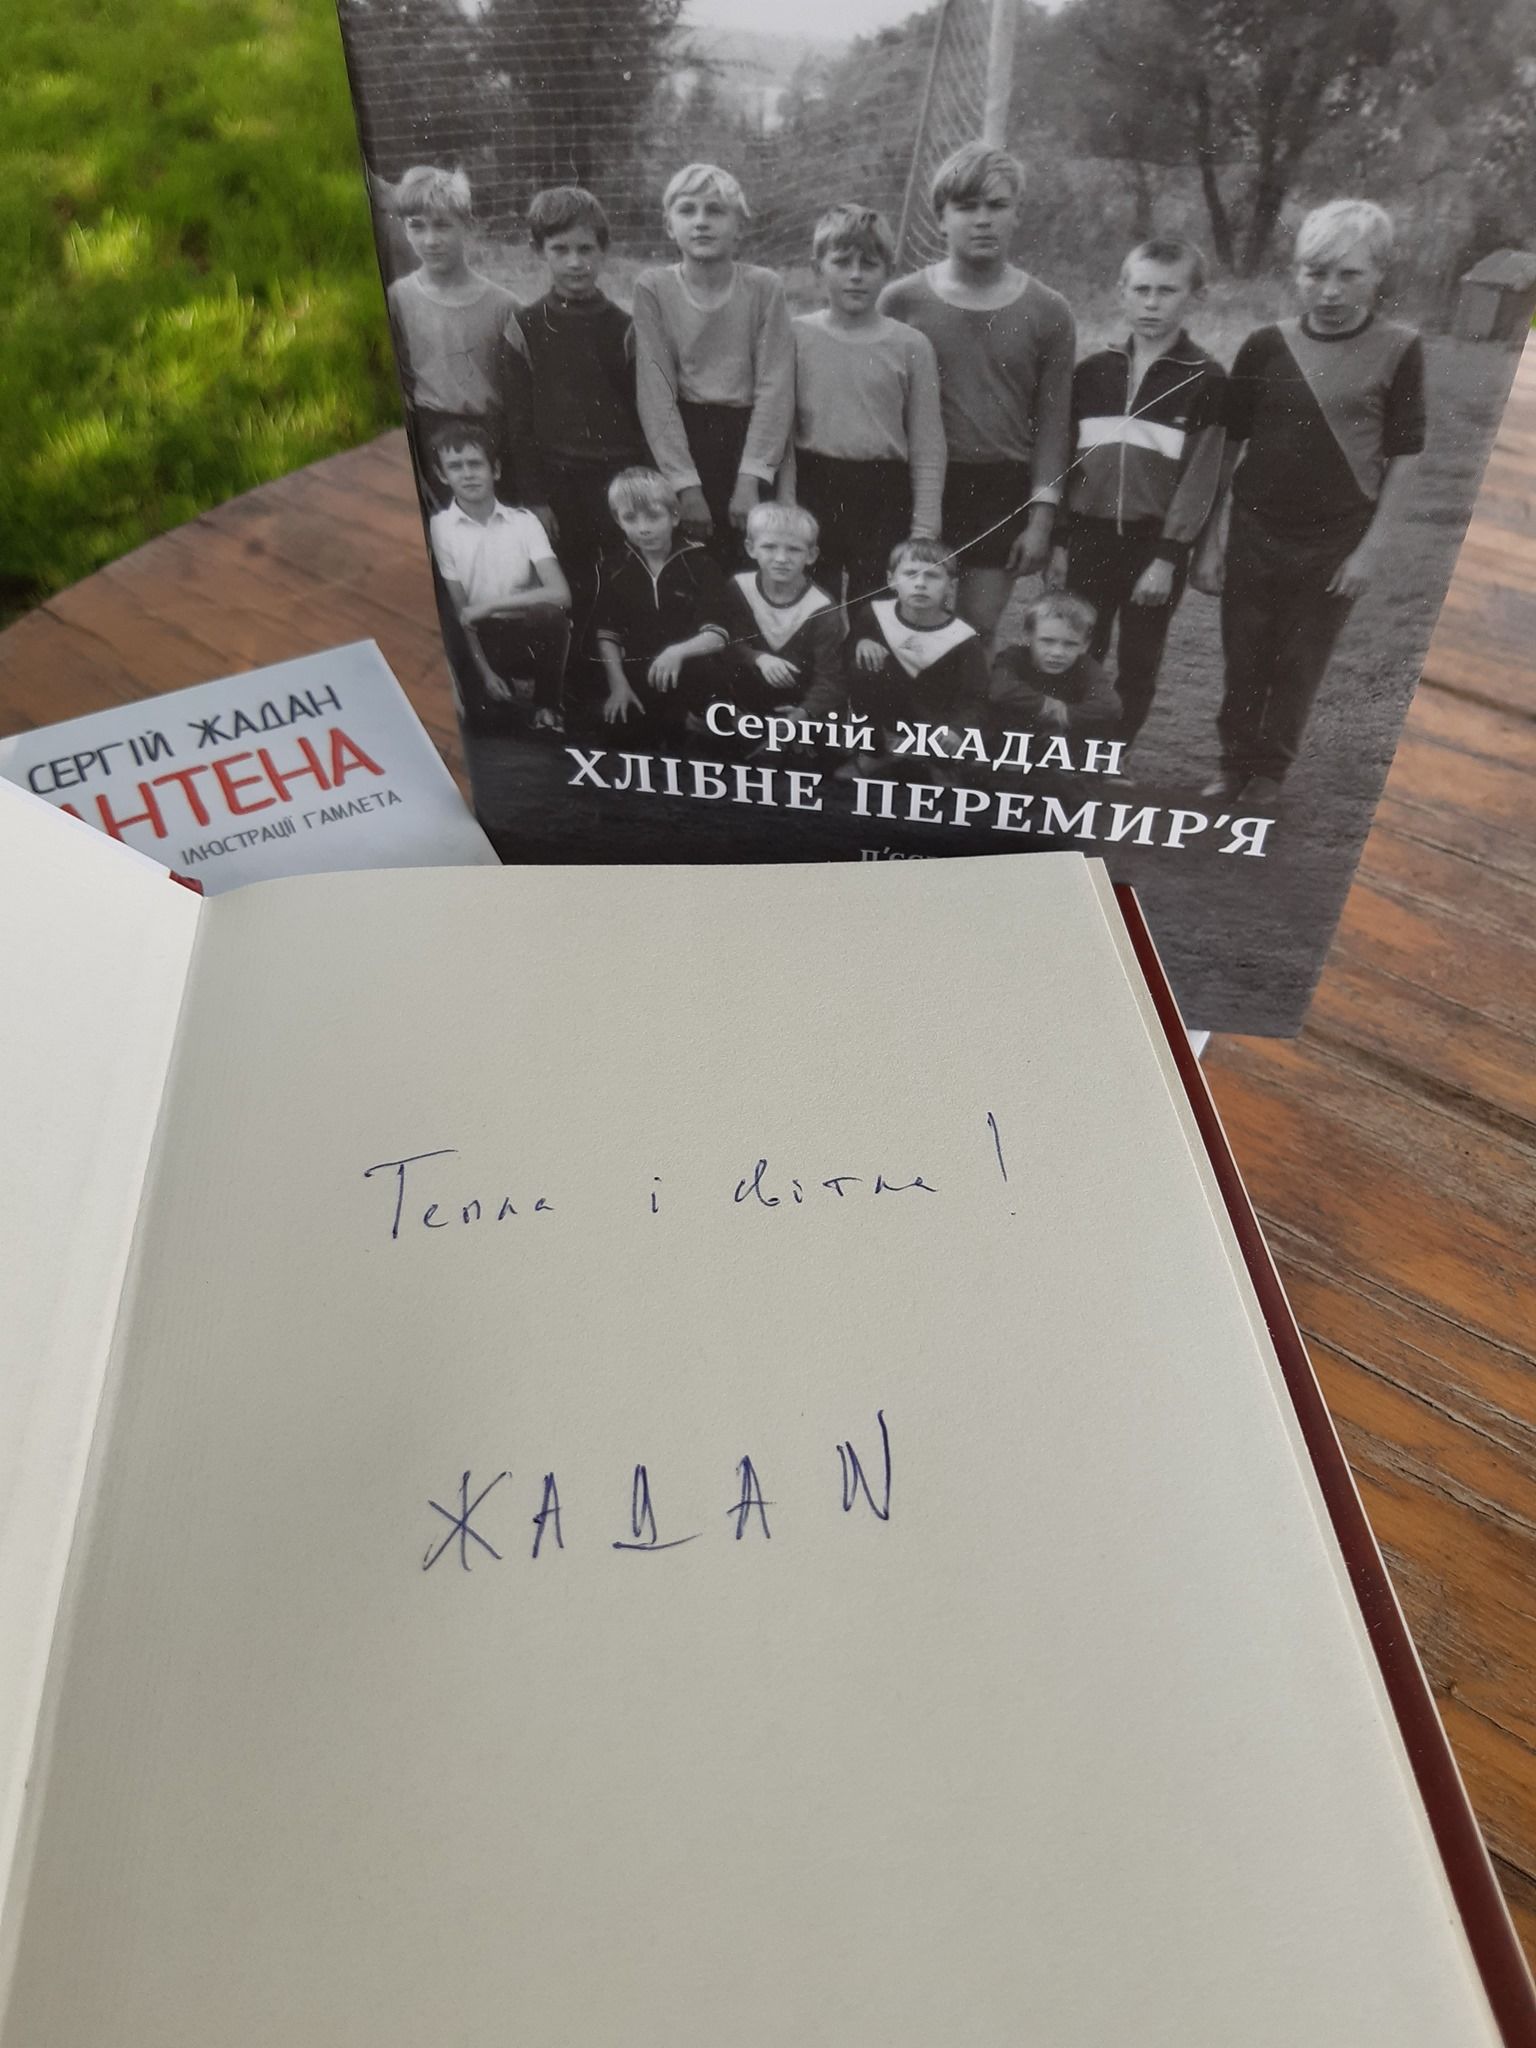 Сергій ЖАДАН
ХЛІБНЕ ПЕРЕМИР'Я
СЕРГІЙ ЖАДАН
АНТЕНА
ІЛЮСТРАЦІЇ ГАМЛЕТА
Тепла і світла!
ЖАДАN